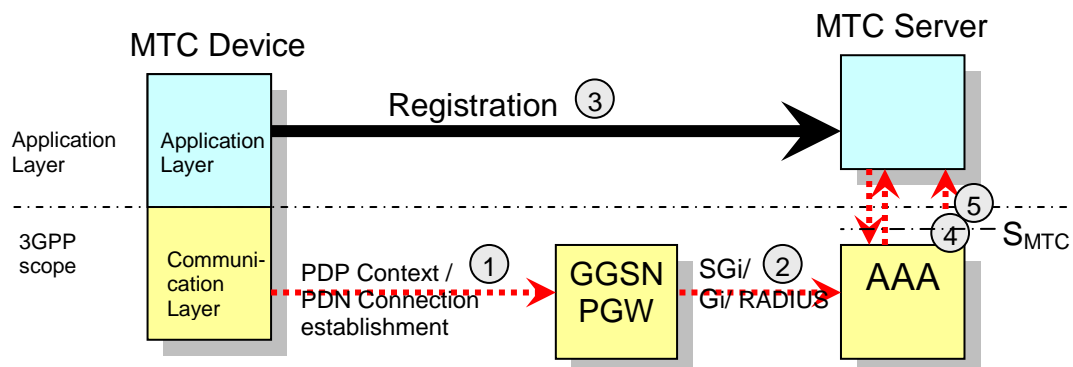 MTC Device
MTC Server
Registration 3
Application
Layer
Application
Layer
5
4
S_MTC
3GPP
scope
Communi-
cation
Layer
PDP Context /
PDN Connection
establishment
1
GGSN
PGW
SGi/
Gi/ RADIUS
2
AAA